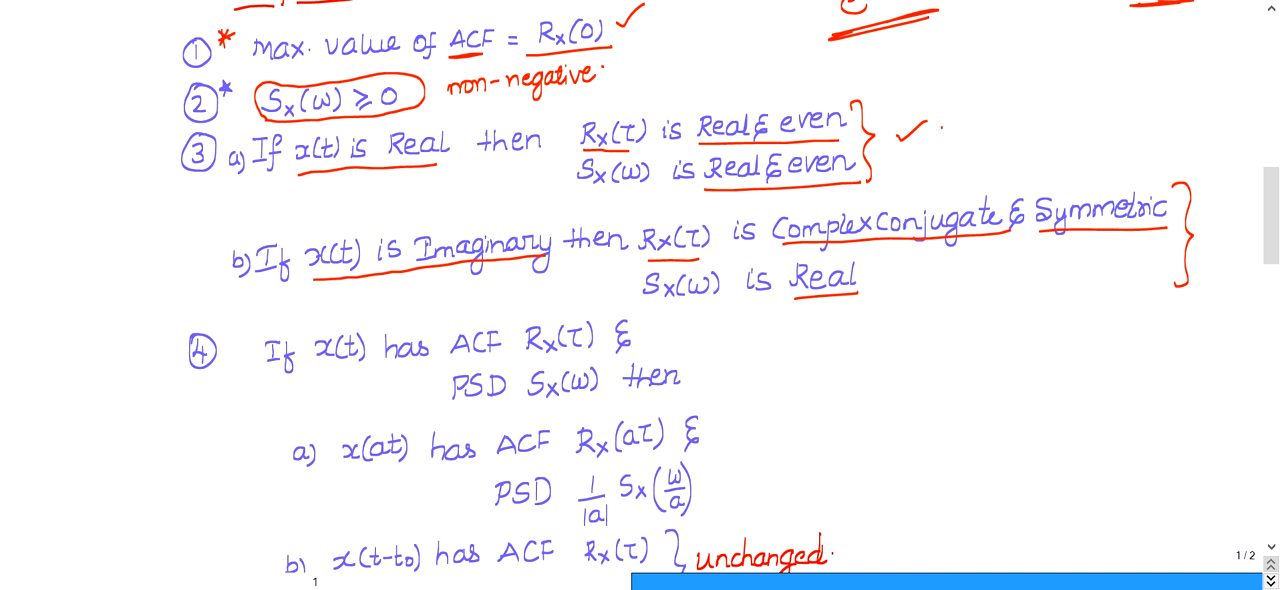 ① * max. value of ACF = Rx(0) ✓
② * Sx(ω) ⩾ 0 non-negative.
③ a) If x(t) is Real then Rx(τ) is Real & even } ✓ .
Sx(ω) is Real & even
b) If x(t) is Imaginary then Rx(τ) is Complex Conjugate & Symmetric }
Sx(ω) is Real
④ If x(t) has ACF Rx(τ) &
PSD Sx(ω) then
a) x(at) has ACF Rx(aτ) &
PSD 1/|a| Sx(ω/a)
b) x(t-t₀) has ACF Rx(τ) } unchanged.
1/2
1